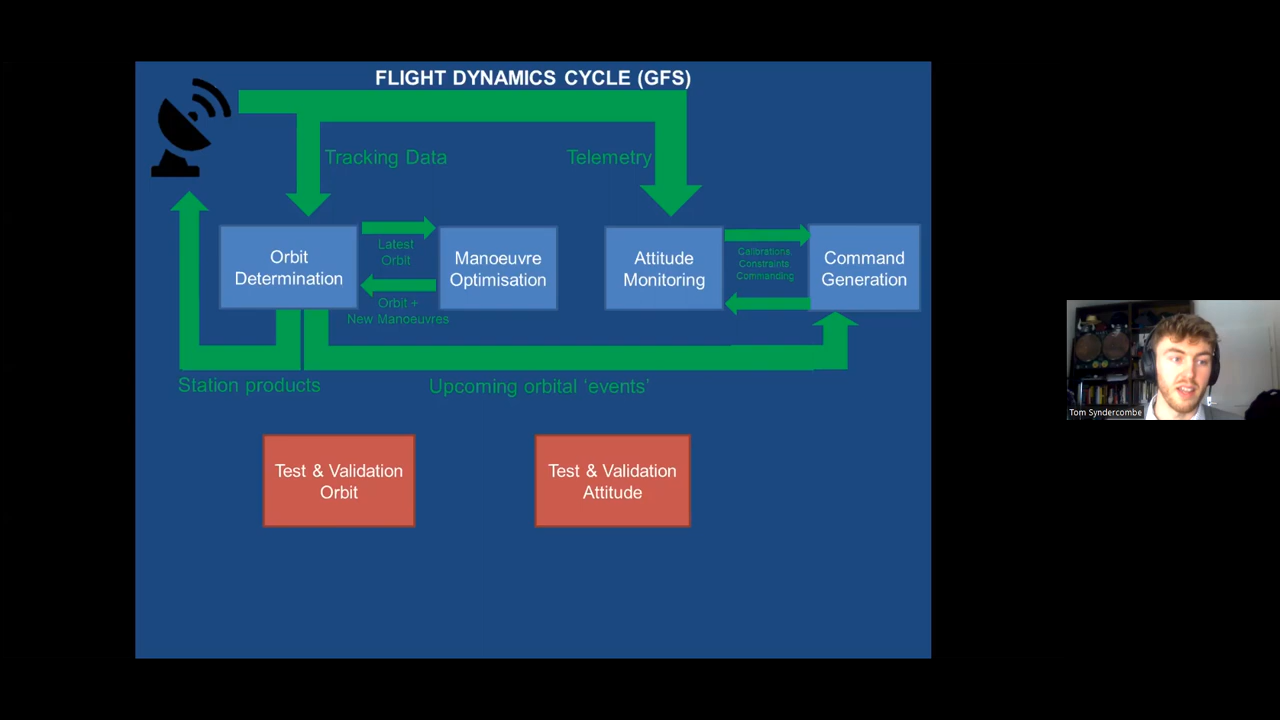 FLIGHT DYNAMICS CYCLE (GFS)
Tracking Data
Telemetry
Orbit
Determination
Latest
Orbit
Orbit +
New Manoeuvres
Manoeuvre
Optimisation
Attitude
Monitoring
Calibrations,
Constraints
Commanding
Command
Generation
Station products
Upcoming orbital ‘events’
Test & Validation
Orbit
Test & Validation
Attitude
Tom Syndercombe